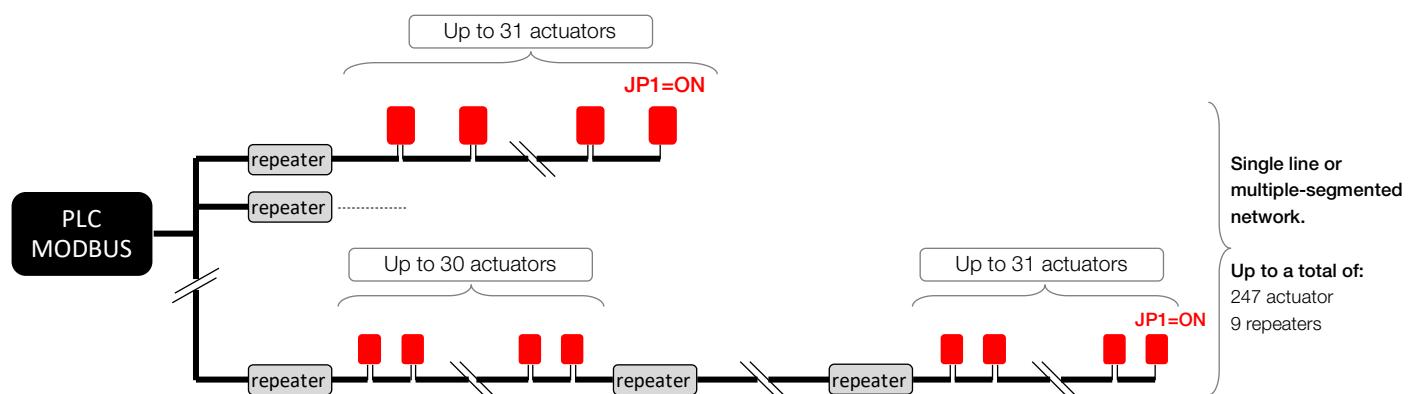 Up to 31 actuators
JP1=ON
repeater
repeater
PLC
MODBUS
Up to 30 actuators
Up to 31 actuators
JP1=ON
repeater
repeater
repeater
Single line or
multiple-segmented
network.
Up to a total of:
247 actuator
9 repeaters